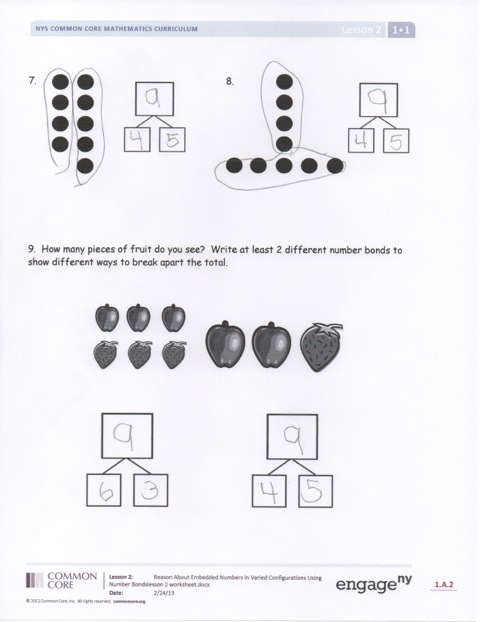 NYS COMMON CORE MATHEMATICS CURRICULUM
Lesson 2
1•1
7.
9
4 5
8.
9
4 5
9. How many pieces of fruit do you see? Write at least 2 different number bonds to
show different ways to break apart the total.
9
6 3
9
4 5
COMMON
CORE
Lesson 2: Reason About Embedded Numbers in Varied Configurations Using
Number Bondslesson 2 worksheet.docx
Date: 2/24/13
engage ny
1.A.2
© 2012 Common Core, Inc. All rights reserved. commoncore.org